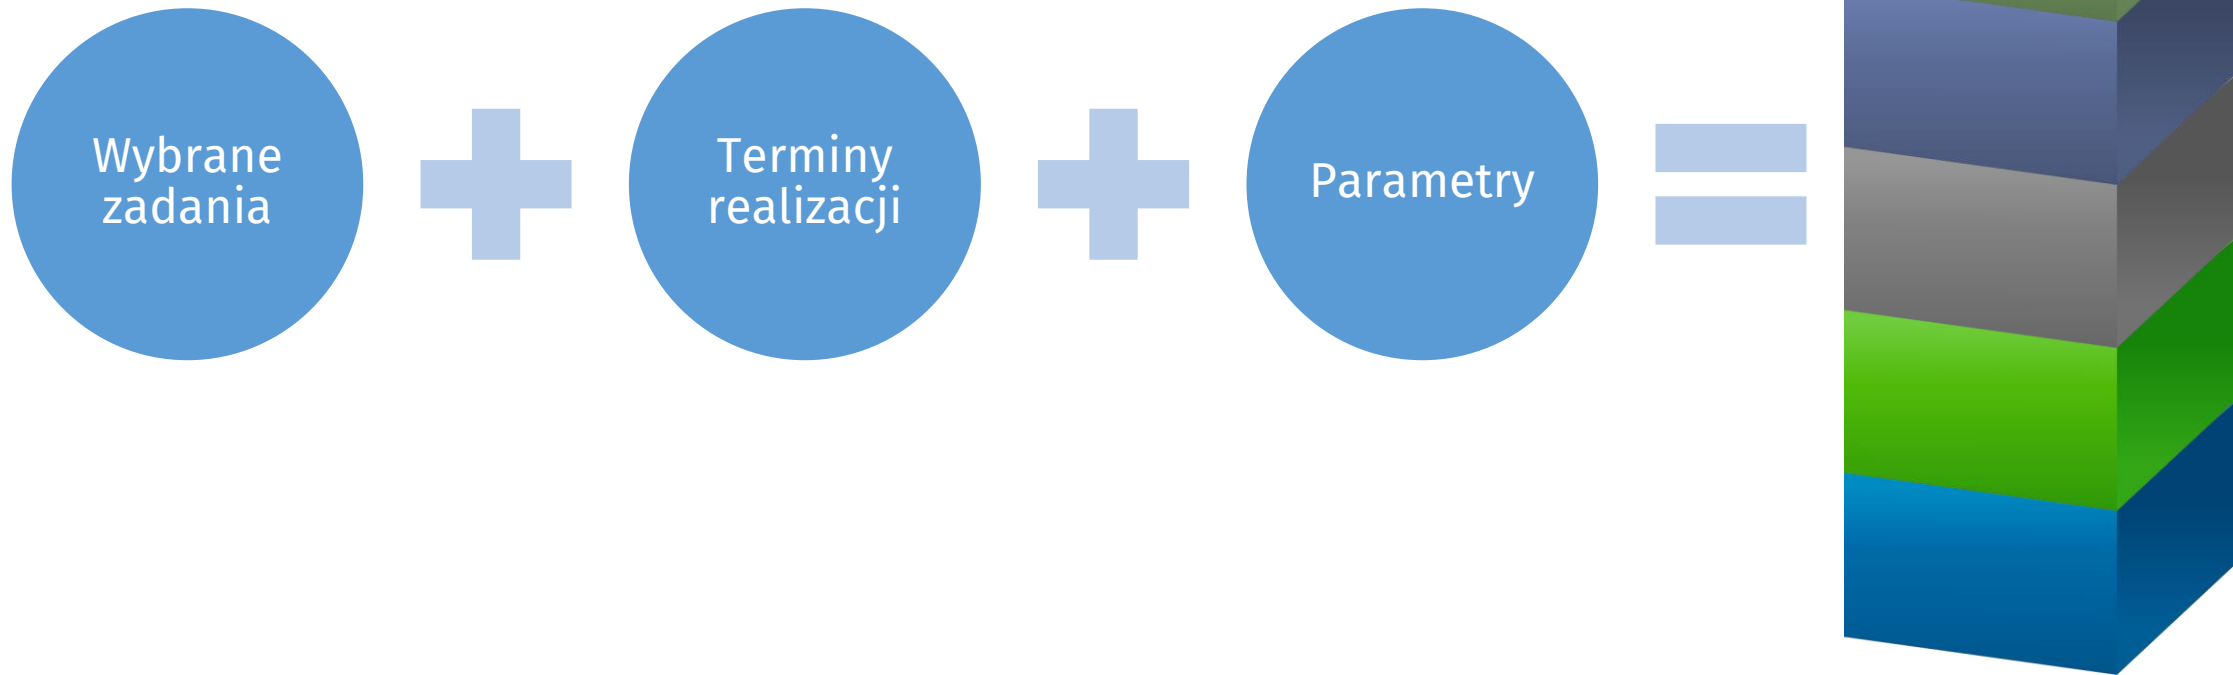 Wybrane
zadania
Terminy
realizacji
Parametry